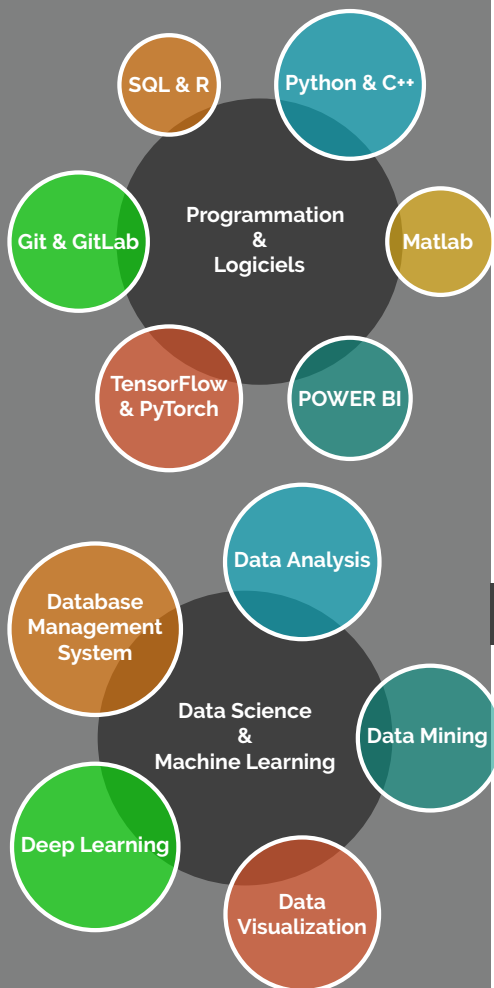 SQL & R
Python & C++
Programmation
&
Logiciels
Git & GitLab
Matlab
TensorFlow
& PyTorch
POWER BI
Data Analysis
Database
Management
System
Data Science
&
Machine Learning
Data Mining
Deep Learning
Data
Visualization